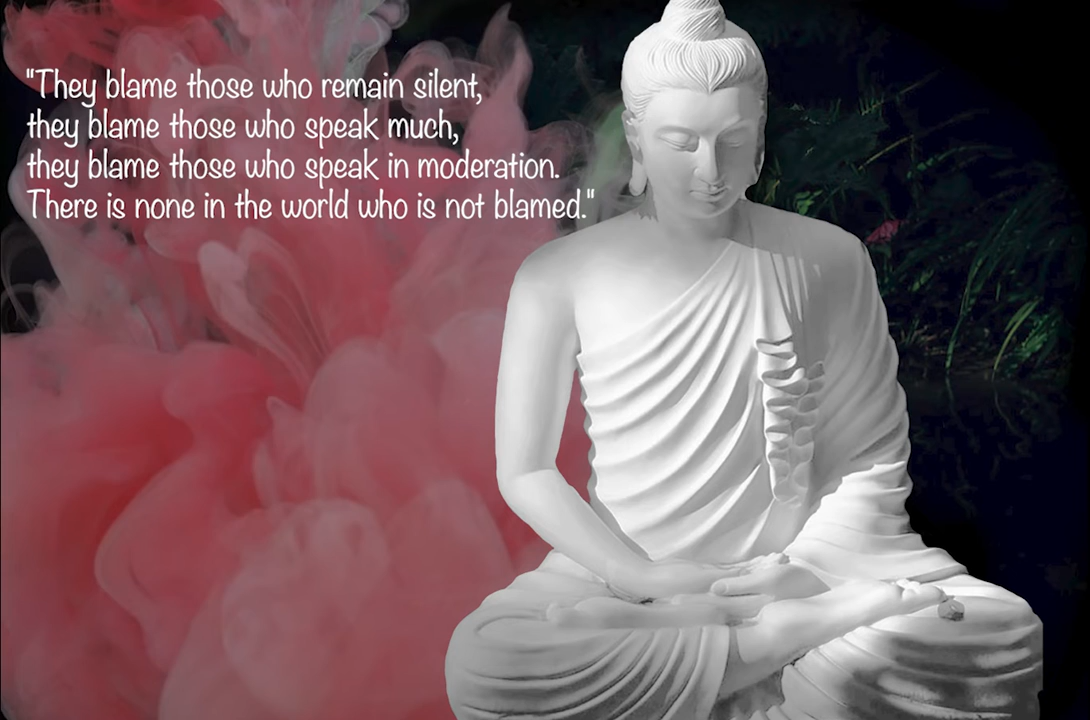 "They blame those who remain silent,
they blame those who speak much,
they blame those who speak in moderation.
There is none in the world who is not blamed."